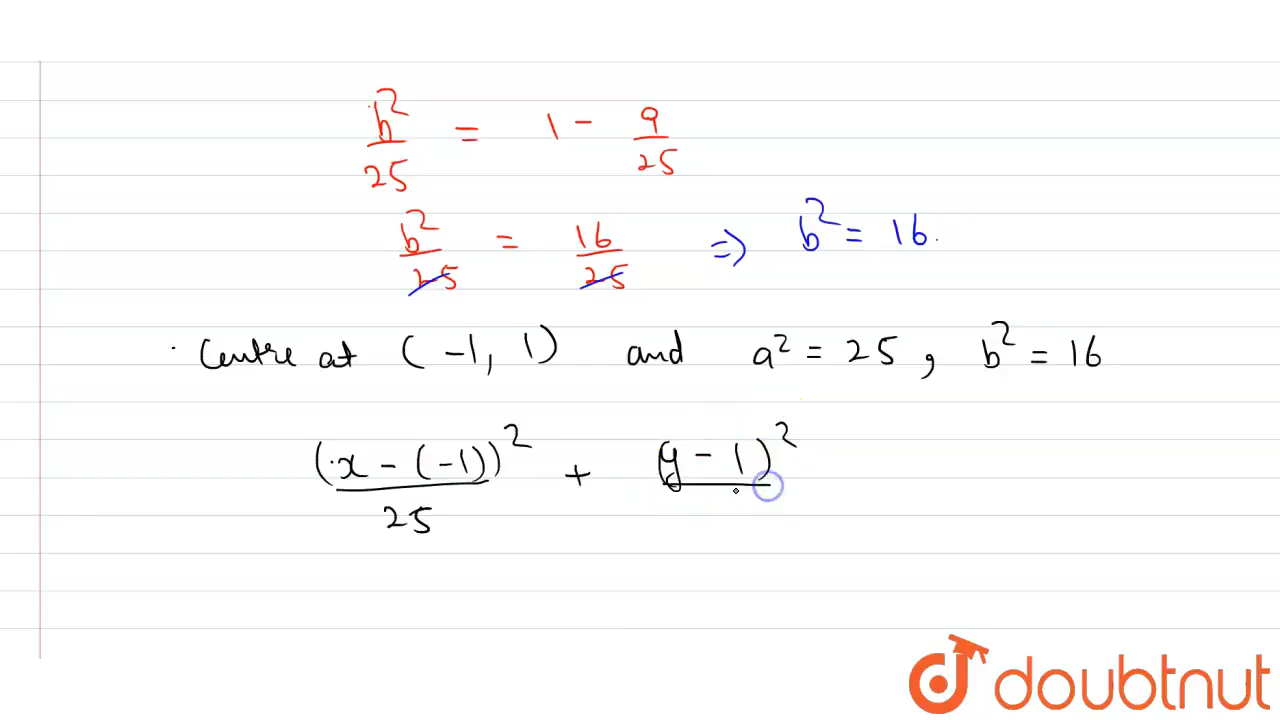 b²/25 = 1 - 9/25
b²/25 = 16/25 => b² = 16.
. Centre at (-1, 1) and a² = 25, b² = 16
(x - (-1))²/25 + (y - 1)²
doubtnut